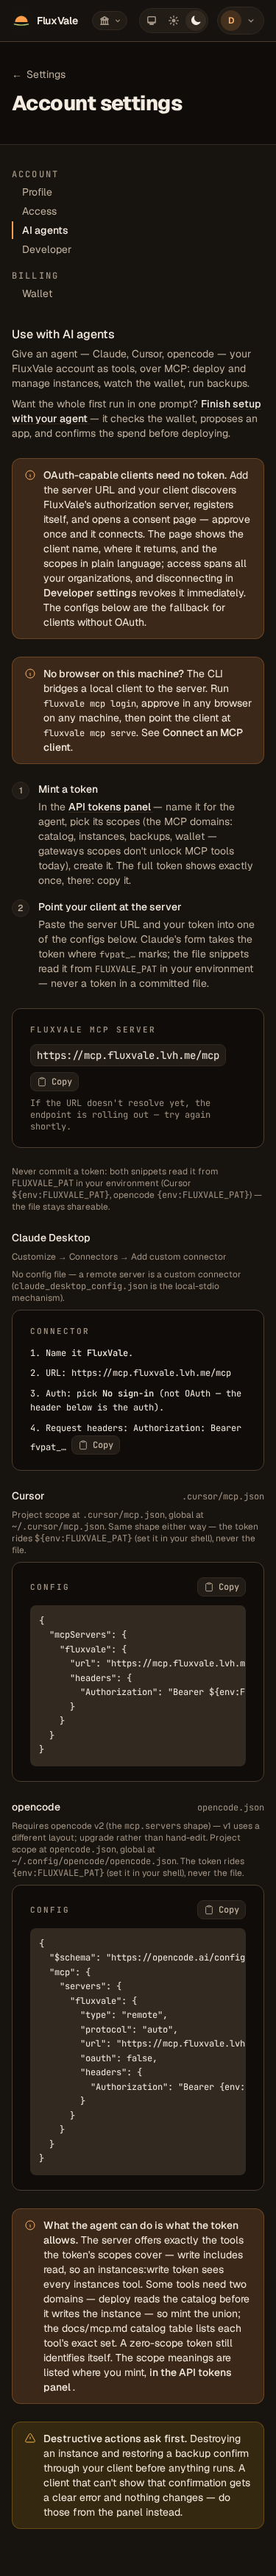 FluxVale
D
← Settings
Account settings
ACCOUNT
Profile
Access
AI agents
Developer
BILLING
Wallet
Use with AI agents
Give an agent — Claude, Cursor, opencode — your
FluxVale account as tools, over MCP: deploy and
manage instances, watch the wallet, run backups.
Want the whole first run in one prompt? Finish setup
with your agent — it checks the wallet, proposes an
app, and confirms the spend before deploying.
OAuth-capable clients need no token. Add
the server URL and your client discovers
FluxVale's authorization server, registers
itself, and opens a consent page — approve
once and it connects. The page shows the
client name, where it returns, and the
scopes in plain language; access spans all
your organizations, and disconnecting in
Developer settings revokes it immediately.
The configs below are the fallback for
clients without OAuth.
No browser on this machine? The CLI
bridges a local client to the server. Run
fluxvale mcp login, approve in any browser
on any machine, then point the client at
fluxvale mcp serve. See Connect an MCP
client.
1
Mint a token
In the API tokens panel — name it for the
agent, pick its scopes (the MCP domains:
catalog, instances, backups, wallet —
gateways scopes don't unlock MCP tools
today), create it. The full token shows exactly
once, there: copy it.
2
Point your client at the server
Paste the server URL and your token into one
of the configs below. Claude's form takes the
token where fvpat_… marks; the file snippets
read it from FLUXVALE_PAT in your environment
— never a token in a committed file.
FLUXVALE MCP SERVER
https://mcp.fluxvale.lvh.me/mcp
Copy
If the URL doesn't resolve yet, the
endpoint is rolling out — try again
shortly.
Never commit a token: both snippets read it from
FLUXVALE_PAT in your environment (Cursor
${env:FLUXVALE_PAT}, opencode {env:FLUXVALE_PAT}) —
the file stays shareable.
Claude Desktop
Customize → Connectors → Add custom connector
No config file — a remote server is a custom connector
(claude_desktop_config.json is the local-stdio
mechanism).
CONNECTOR
1. Name it FluxVale.
2. URL: https://mcp.fluxvale.lvh.me/mcp
3. Auth: pick No sign-in (not OAuth — the
header below is the auth).
4. Request headers: Authorization: Bearer
fvpat_… Copy
Cursor .cursor/mcp.json
Project scope at .cursor/mcp.json, global at
~/.cursor/mcp.json. Same shape either way — the token
rides ${env:FLUXVALE_PAT} (set it in your shell), never the
file.
CONFIG Copy
{
"mcpServers": {
"fluxvale": {
"url": "https://mcp.fluxvale.lvh.m
"headers": {
"Authorization": "Bearer ${env:F
}
}
}
}
opencode opencode.json
Requires opencode v2 (the mcp.servers shape) — v1 uses a
different layout; upgrade rather than hand-edit. Project
scope at opencode.json, global at
~/.config/opencode/opencode.json. The token rides
{env:FLUXVALE_PAT} (set it in your shell), never the file.
CONFIG Copy
{
"$schema": "https://opencode.ai/config
"mcp": {
"servers": {
"fluxvale": {
"type": "remote",
"protocol": "auto",
"url": "https://mcp.fluxvale.lvh
"oauth": false,
"headers": {
"Authorization": "Bearer {env:
}
}
}
}
}
What the agent can do is what the token
allows. The server offers exactly the tools
the token's scopes cover — write includes
read, so an instances:write token sees
every instances tool. Some tools need two
domains — deploy reads the catalog before
it writes the instance — so mint the union;
the docs/mcp.md catalog table lists each
tool's exact set. A zero-scope token still
identifies itself. The scope meanings are
listed where you mint, in the API tokens
panel .
Destructive actions ask first. Destroying
an instance and restoring a backup confirm
through your client before anything runs. A
client that can't show that confirmation gets
a clear error and nothing changes — do
those from the panel instead.